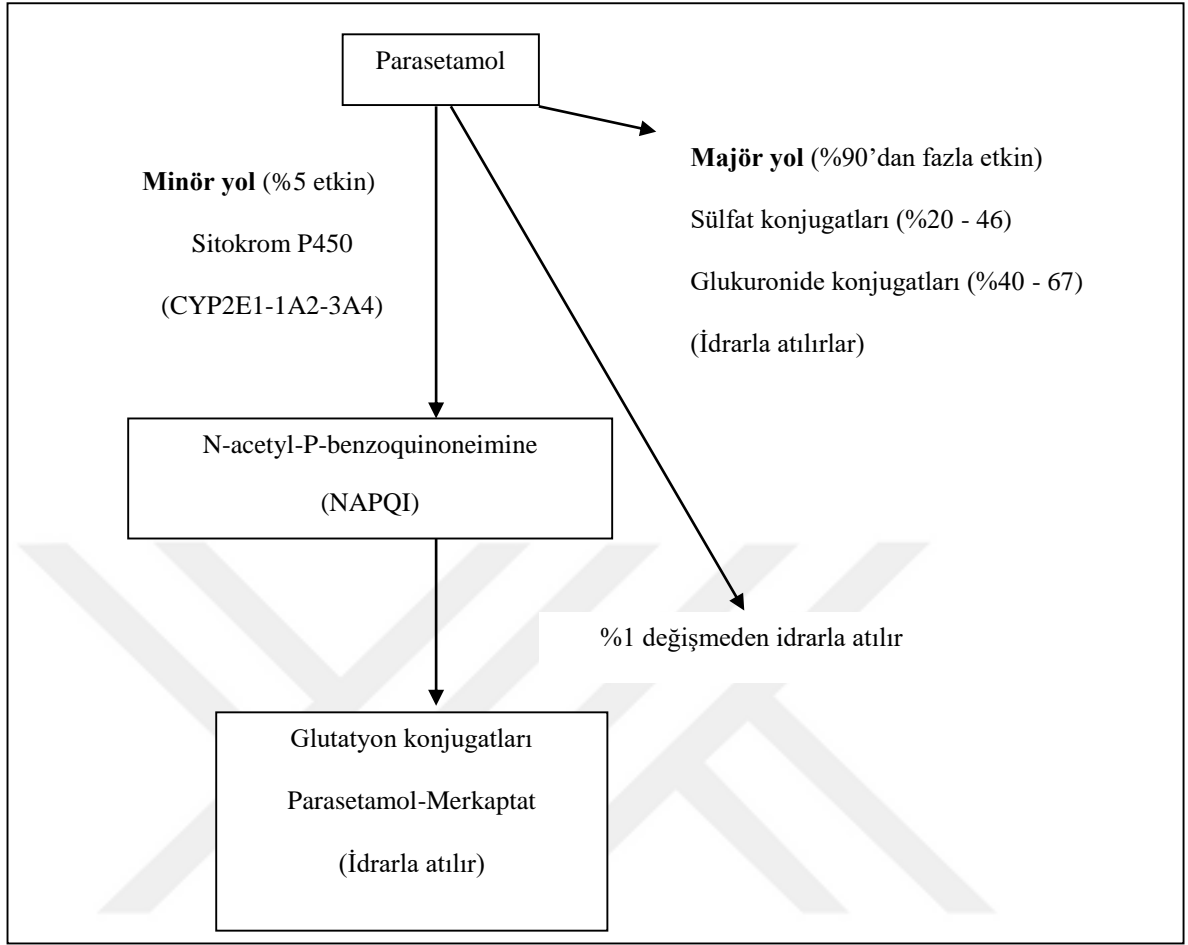 Parasetamol
Minör yol (%5 etkin)
Sitokrom P450
(CYP2E1-1A2-3A4)
Majör yol (%90’dan fazla etkin)
Sülfat konjugatları (%20 - 46)
Glukuronide konjugatları (%40 - 67)
(İdrarla atılırlar)
N-acetyl-P-benzoquinoneimine
(NAPQI)
%1 değişmeden idrarla atılır
Glutatyon konjugatları
Parasetamol-Merkaptat
(İdrarla atılır)